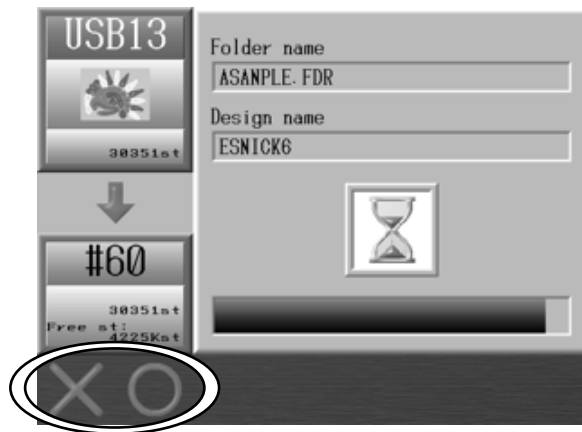 USB13
30351st
#60
30351st
Free st:
4225Kst
Folder name
ASANPLE.FDR
Design name
ESNICK6